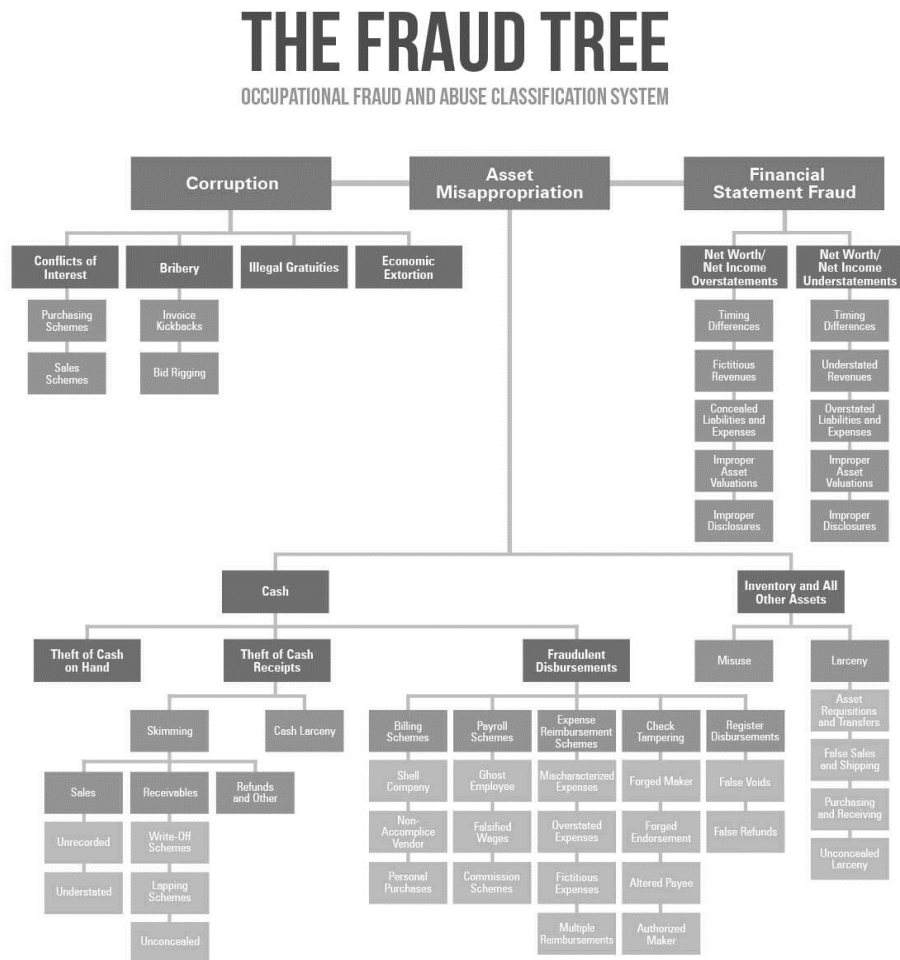 THE FRAUD TREE
OCCUPATIONAL FRAUD AND ABUSE CLASSIFICATION SYSTEM
Corruption
Asset
Misappropriation
Financial
Statement Fraud
Conflicts of
Interest
Bribery
Illegal Gratuities
Economic
Extortion
Net Worth/
Net Income
Overstatements
Net Worth/
Net Income
Understatements
Purchasing
Schemes
Invoice
Kickbacks
Timing
Differences
Timing
Differences
Sales
Schemes
Bid Rigging
Fictitious
Revenues
Understated
Revenues
Concealed
Liabilities and
Expenses
Overstated
Liabilities and
Expenses
Improper
Asset
Valuations
Improper
Asset
Valuations
Improper
Disclosures
Improper
Disclosures
Cash
Inventory and All
Other Assets
Theft of Cash
on Hand
Theft of Cash
Receipts
Fraudulent
Disbursements
Misuse
Larceny
Skimming
Cash Larceny
Billing
Schemes
Payroll
Schemes
Expense
Reimbursement
Schemes
Check
Tampering
Register
Disbursements
Asset
Requisitions
and Transfers
Sales
Receivables
Refunds
and Other
Shell
Company
Ghost
Employee
Mischaracterized
Expenses
Forged Maker
False Voids
False Sales
and Shipping
Unrecorded
Write-Off
Schemes
Non-
Accomplice
Vendor
Falsified
Wages
Overstated
Expenses
Forged
Endorsement
False Refunds
Purchasing
and Receiving
Understated
Lapping
Schemes
Personal
Purchases
Commission
Schemes
Fictitious
Expenses
Altered Payee
Unconcealed
Larceny
Unconcealed
Multiple
Reimbursements
Authorized
Maker